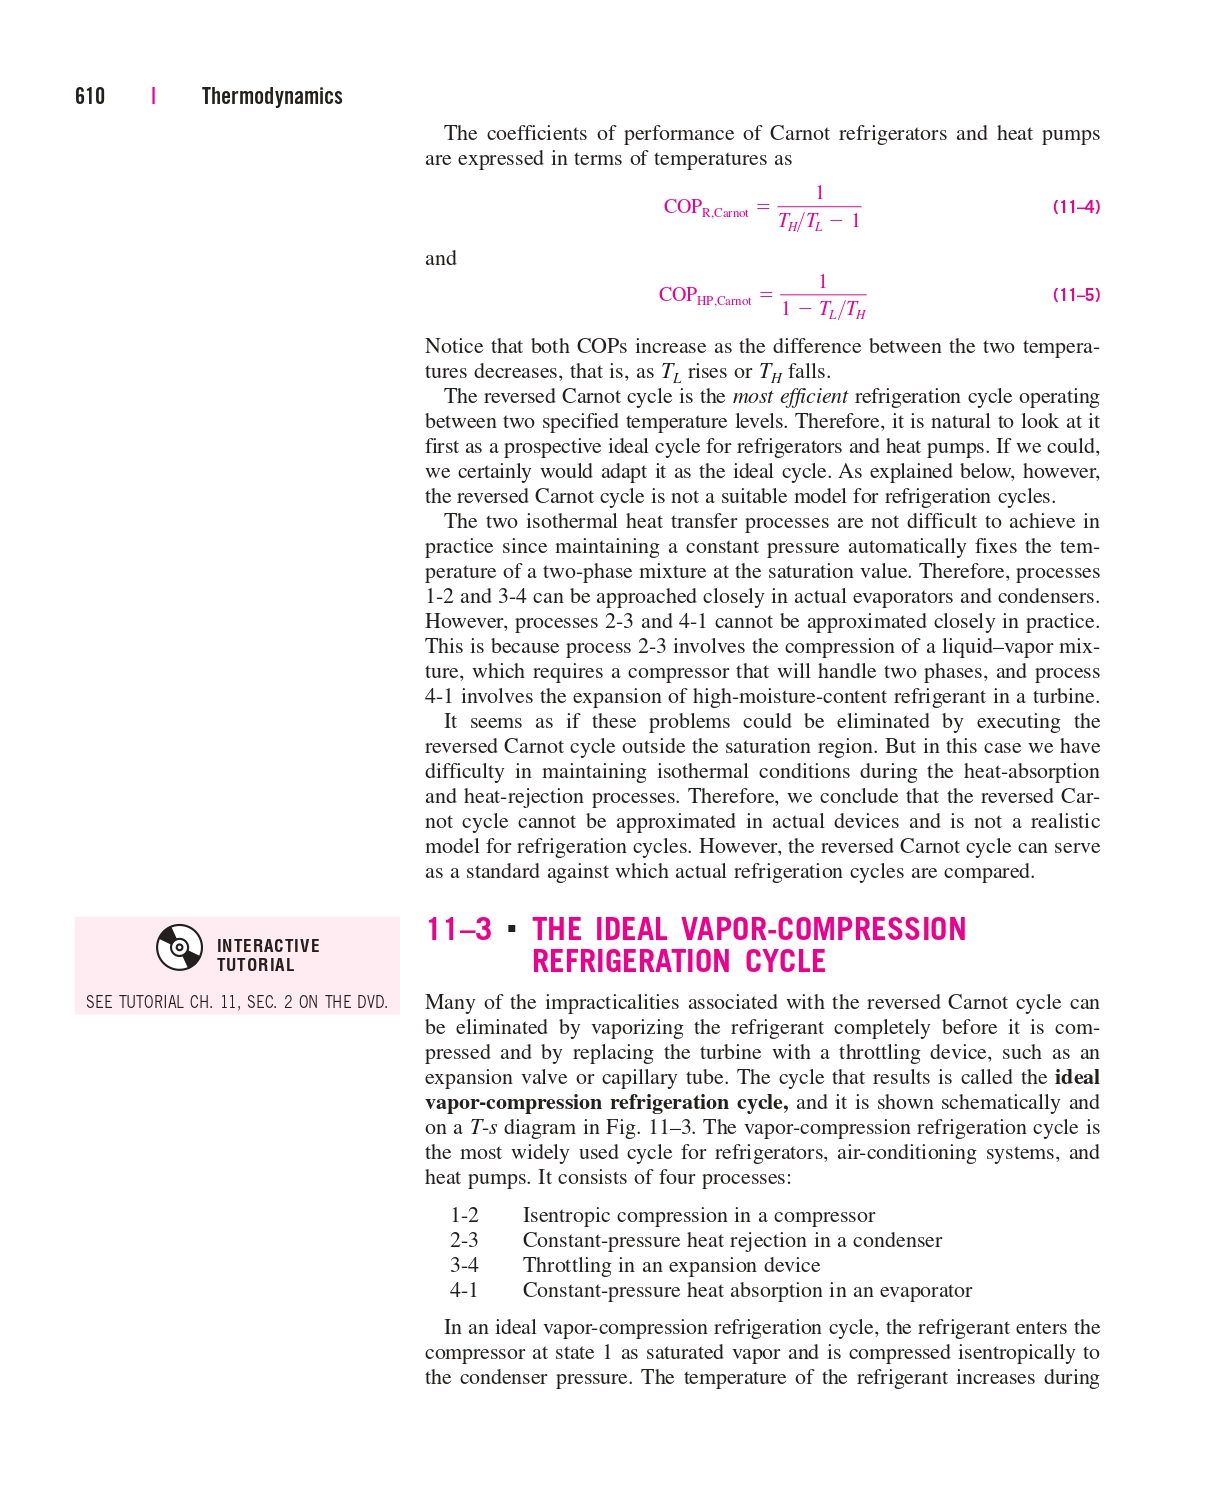 610 | Thermodynamics
The coefficients of performance of Carnot refrigerators and heat pumps
are expressed in terms of temperatures as
COP_{R,Carnot} = \frac{1}{T_H/T_L − 1} (11–4)
and
COP_{HP,Carnot} = \frac{1}{1 − T_L/T_H} (11–5)
Notice that both COPs increase as the difference between the two tempera-
tures decreases, that is, as T_L rises or T_H falls.
The reversed Carnot cycle is the most efficient refrigeration cycle operating
between two specified temperature levels. Therefore, it is natural to look at it
first as a prospective ideal cycle for refrigerators and heat pumps. If we could,
we certainly would adapt it as the ideal cycle. As explained below, however,
the reversed Carnot cycle is not a suitable model for refrigeration cycles.
The two isothermal heat transfer processes are not difficult to achieve in
practice since maintaining a constant pressure automatically fixes the tem-
perature of a two-phase mixture at the saturation value. Therefore, processes
1-2 and 3-4 can be approached closely in actual evaporators and condensers.
However, processes 2-3 and 4-1 cannot be approximated closely in practice.
This is because process 2-3 involves the compression of a liquid–vapor mix-
ture, which requires a compressor that will handle two phases, and process
4-1 involves the expansion of high-moisture-content refrigerant in a turbine.
It seems as if these problems could be eliminated by executing the
reversed Carnot cycle outside the saturation region. But in this case we have
difficulty in maintaining isothermal conditions during the heat-absorption
and heat-rejection processes. Therefore, we conclude that the reversed Car-
not cycle cannot be approximated in actual devices and is not a realistic
model for refrigeration cycles. However, the reversed Carnot cycle can serve
as a standard against which actual refrigeration cycles are compared.
INTERACTIVE
TUTORIAL
SEE TUTORIAL CH. 11, SEC. 2 ON THE DVD.
11–3 ▪ THE IDEAL VAPOR-COMPRESSION
REFRIGERATION CYCLE
Many of the impracticalities associated with the reversed Carnot cycle can
be eliminated by vaporizing the refrigerant completely before it is com-
pressed and by replacing the turbine with a throttling device, such as an
expansion valve or capillary tube. The cycle that results is called the ideal
vapor-compression refrigeration cycle, and it is shown schematically and
on a T-s diagram in Fig. 11–3. The vapor-compression refrigeration cycle is
the most widely used cycle for refrigerators, air-conditioning systems, and
heat pumps. It consists of four processes:
1-2 Isentropic compression in a compressor
2-3 Constant-pressure heat rejection in a condenser
3-4 Throttling in an expansion device
4-1 Constant-pressure heat absorption in an evaporator
In an ideal vapor-compression refrigeration cycle, the refrigerant enters the
compressor at state 1 as saturated vapor and is compressed isentropically to
the condenser pressure. The temperature of the refrigerant increases during